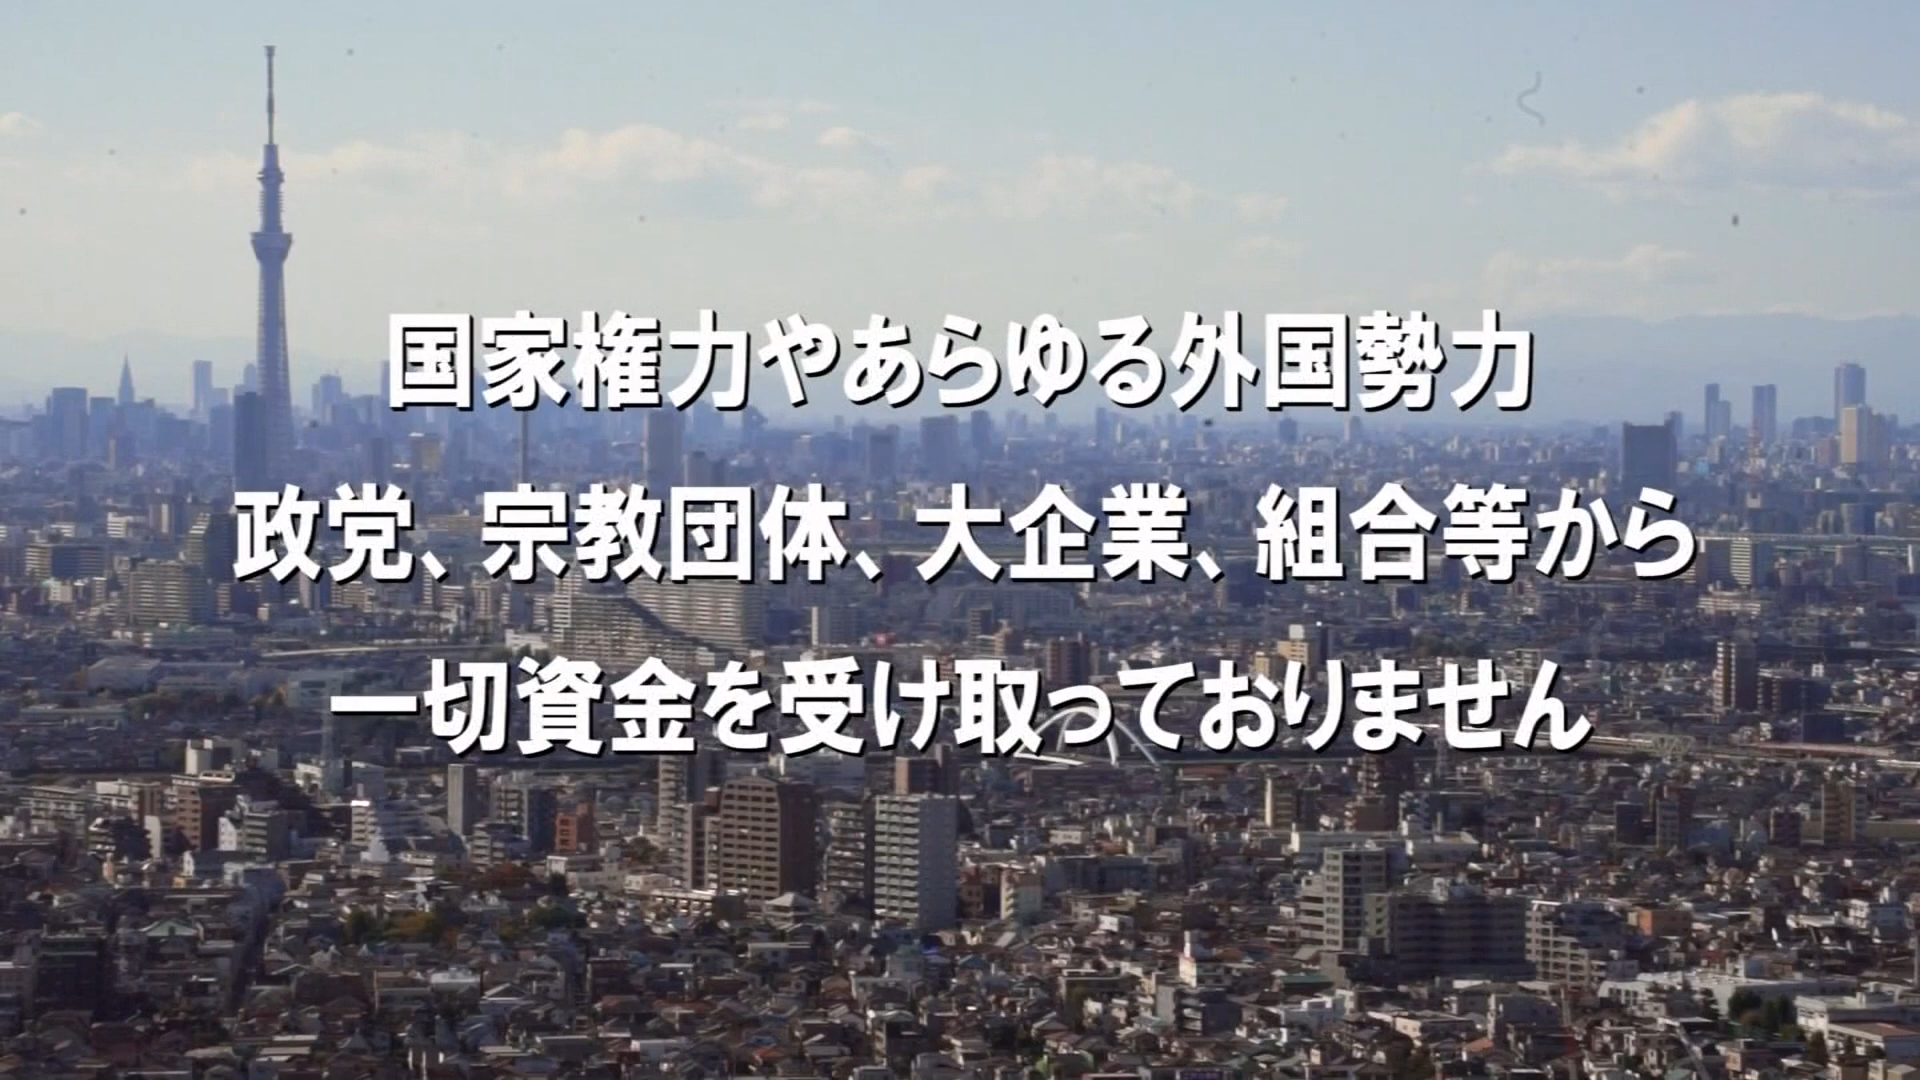 国家権力やあらゆる外国勢力
政党、宗教団体、大企業、組合等から
一切資金を受け取っておりません